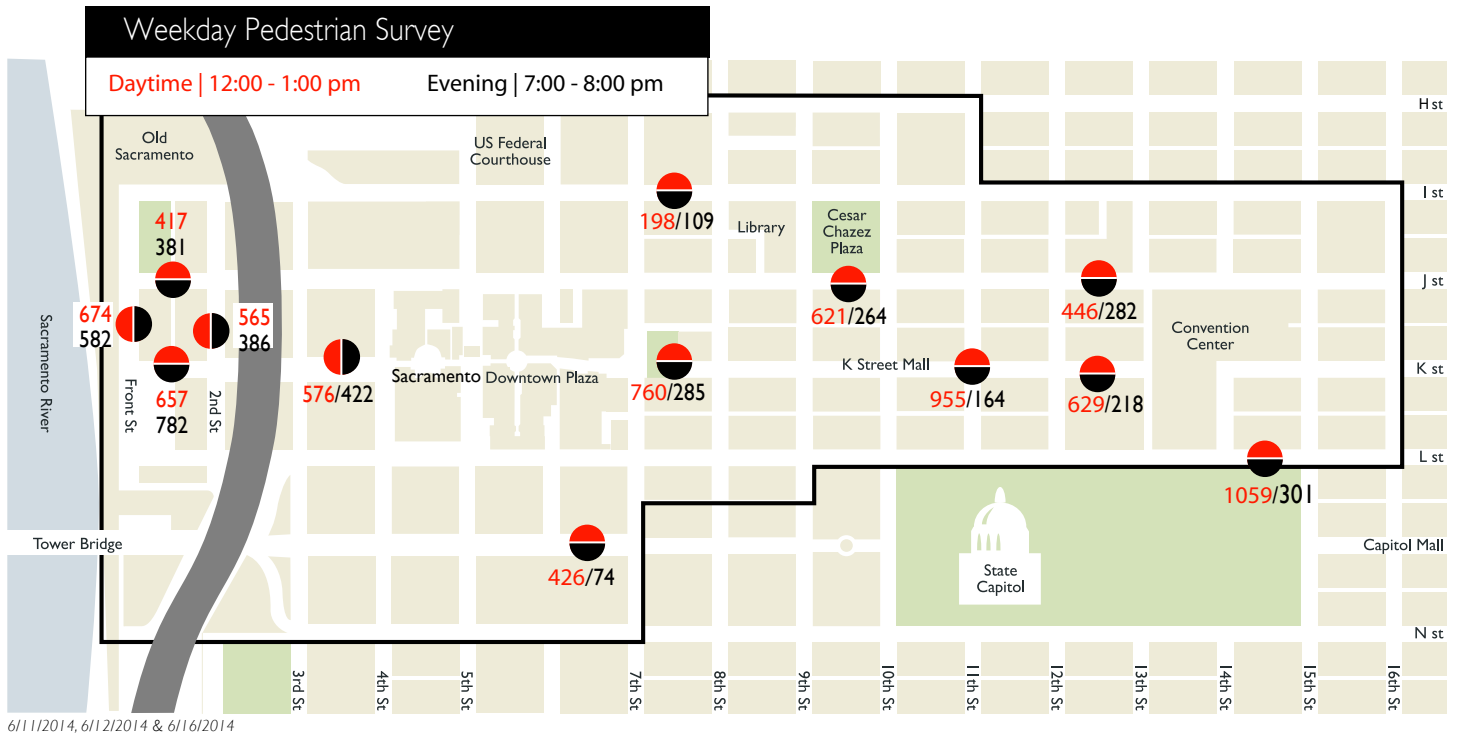 Weekday Pedestrian Survey
Daytime | 12:00 - 1:00 pm
Evening | 7:00 - 8:00 pm
H st
Old
Sacramento
US Federal
Courthouse
I st
198/109
Library
Cesar
Chazez
Plaza
417
381
J st
674
582
565
386
621/264
446/282
Convention
Center
Sacramento River
Front St
2nd St
657
782
576/422
Sacramento Downtown Plaza
760/285
K Street Mall
955/164
629/218
K st
L st
1059/301
Tower Bridge
426/74
State
Capitol
Capitol Mall
N st
3rd St
4th St
5th St
7th St
8th St
9th St
10th St
11th St
12th St
13th St
14th St
15th St
16th St
6/11/2014, 6/12/2014 & 6/16/2014